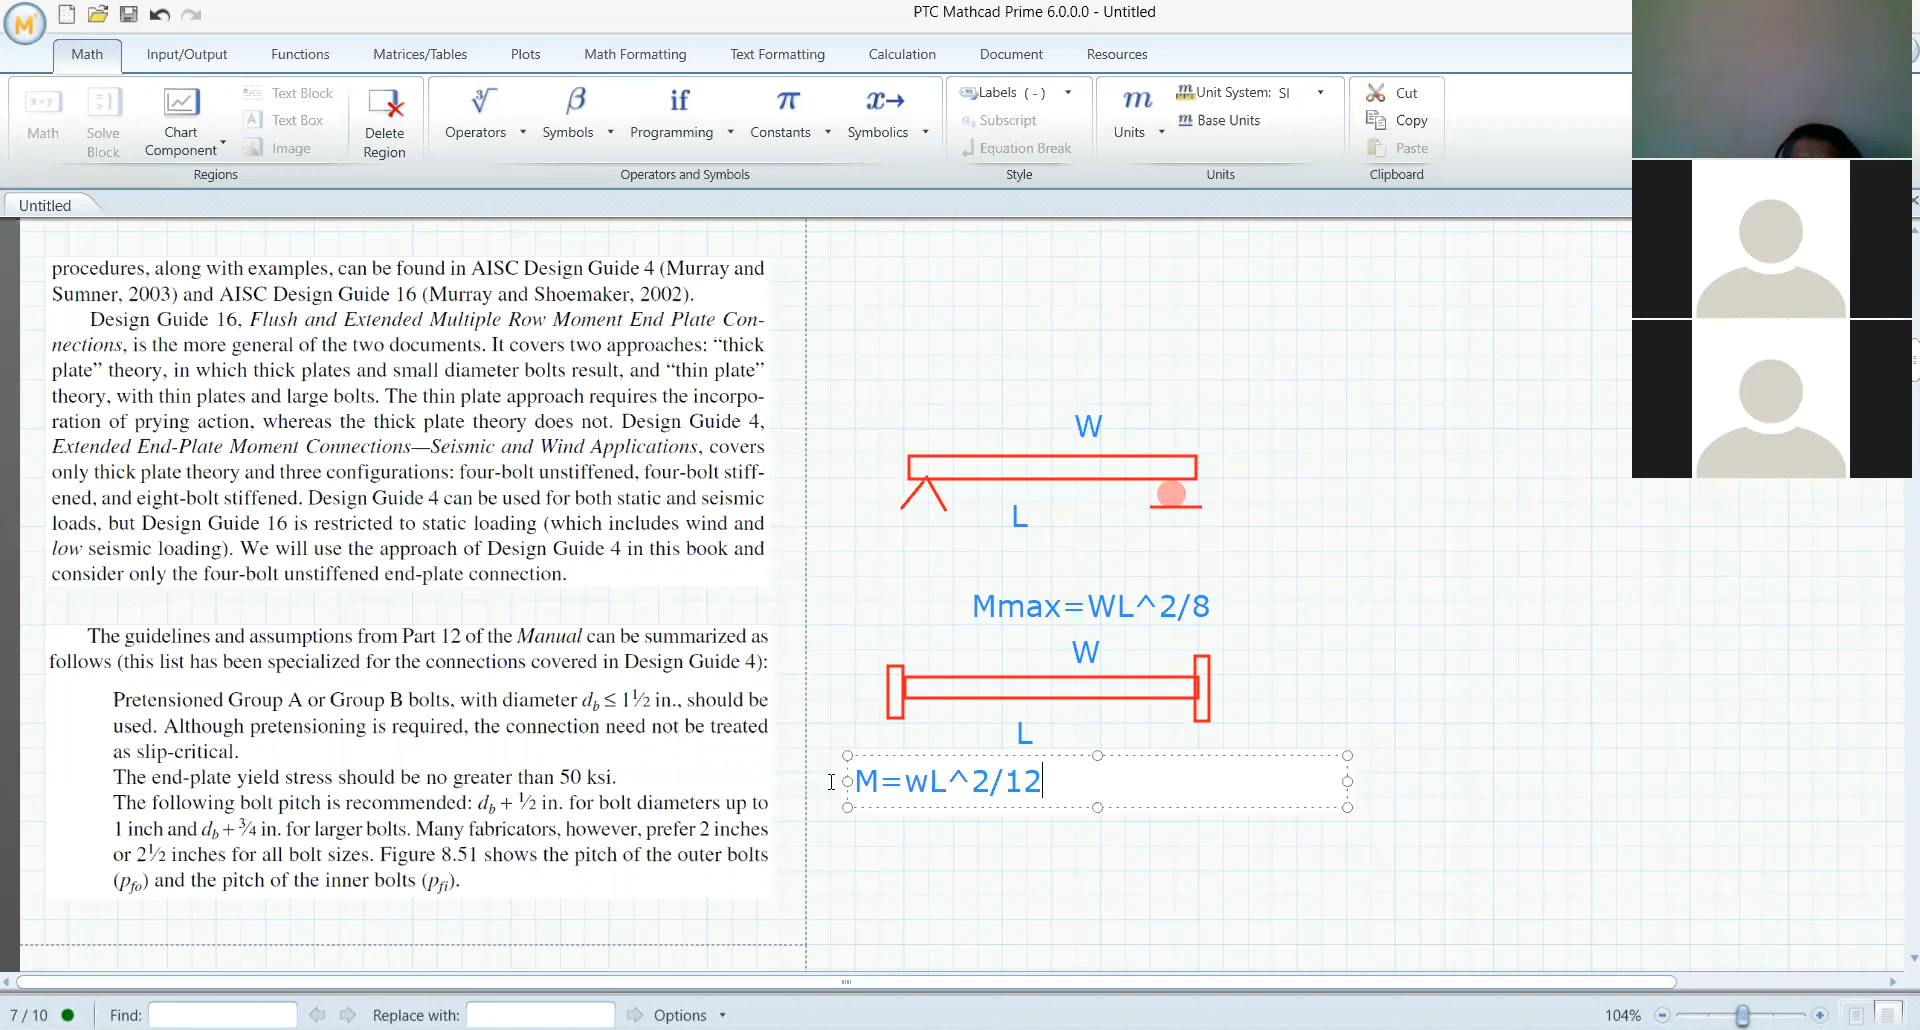 PTC Mathcad Prime 6.0.0.0 - Untitled
M
Math Input/Output Functions Matrices/Tables Plots Math Formatting Text Formatting Calculation Document Resources
Math
Solve
Block
Chart
Component
Text Block
Text Box
Image
Delete
Region
Operators
Symbols
if
Programming
Constants
Symbolics
Labels ( - )
Subscript
Equation Break
Units
Unit System: SI
Base Units
Cut
Copy
Paste
Regions Operators and Symbols Style Units Clipboard
Untitled
procedures, along with examples, can be found in AISC Design Guide 4 (Murray and
Sumner, 2003) and AISC Design Guide 16 (Murray and Shoemaker, 2002).
Design Guide 16, Flush and Extended Multiple Row Moment End Plate Con-
nections, is the more general of the two documents. It covers two approaches: “thick
plate” theory, in which thick plates and small diameter bolts result, and “thin plate”
theory, with thin plates and large bolts. The thin plate approach requires the incorpo-
ration of prying action, whereas the thick plate theory does not. Design Guide 4,
Extended End-Plate Moment Connections—Seismic and Wind Applications, covers
only thick plate theory and three configurations: four-bolt unstiffened, four-bolt stiff-
ened, and eight-bolt stiffened. Design Guide 4 can be used for both static and seismic
loads, but Design Guide 16 is restricted to static loading (which includes wind and
low seismic loading). We will use the approach of Design Guide 4 in this book and
consider only the four-bolt unstiffened end-plate connection.
The guidelines and assumptions from Part 12 of the Manual can be summarized as
follows (this list has been specialized for the connections covered in Design Guide 4):
Pretensioned Group A or Group B bolts, with diameter d_b ≤ 1½ in., should be
used. Although pretensioning is required, the connection need not be treated
as slip-critical.
The end-plate yield stress should be no greater than 50 ksi.
The following bolt pitch is recommended: d_b + ½ in. for bolt diameters up to
1 inch and d_b + ¾ in. for larger bolts. Many fabricators, however, prefer 2 inches
or 2½ inches for all bolt sizes. Figure 8.51 shows the pitch of the outer bolts
(p_fo) and the pitch of the inner bolts (p_fi).
W
L
Mmax=WL^2/8
W
L
M=wL^2/12
7 / 10 Find: Replace with: Options 104%